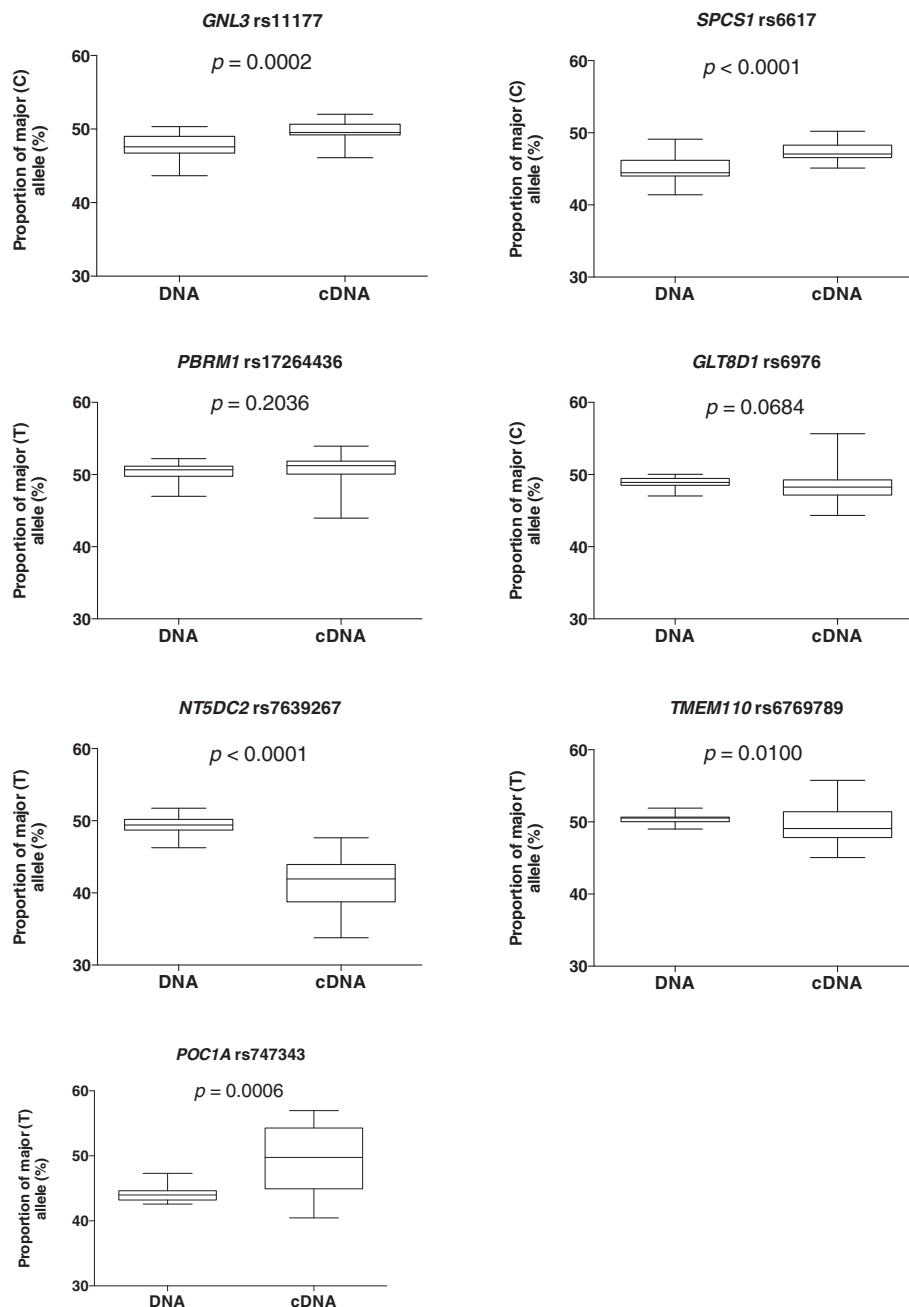 GNL3 rs11177
p = 0.0002
Proportion of major (C)
allele (%)
60
50
40
30
DNA cDNA
SPCS1 rs6617
p < 0.0001
Proportion of major (C)
allele (%)
60
50
40
30
DNA cDNA
PBRM1 rs17264436
p = 0.2036
Proportion of major (T)
allele (%)
60
50
40
30
DNA cDNA
GLT8D1 rs6976
p = 0.0684
Proportion of major (C)
allele (%)
60
50
40
30
DNA cDNA
NT5DC2 rs7639267
p < 0.0001
Proportion of major (T)
allele (%)
60
50
40
30
DNA cDNA
TMEM110 rs6769789
p = 0.0100
Proportion of major (T)
allele (%)
60
50
40
30
DNA cDNA
POC1A rs747343
p = 0.0006
Proportion of major (T)
allele (%)
60
50
40
30
DNA cDNA